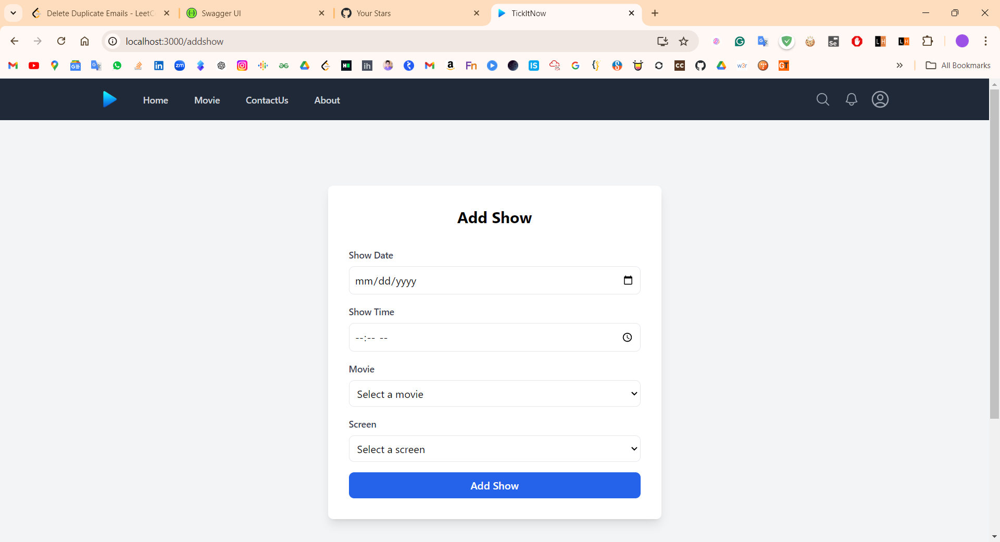 Delete Duplicate Emails - LeetC
Swagger UI
Your Stars
TickItNow
localhost:3000/addshow
All Bookmarks
Home
Movie
ContactUs
About
Add Show
Show Date
mm/dd/yyyy
Show Time
--:-- --
Movie
Select a movie
Screen
Select a screen
Add Show